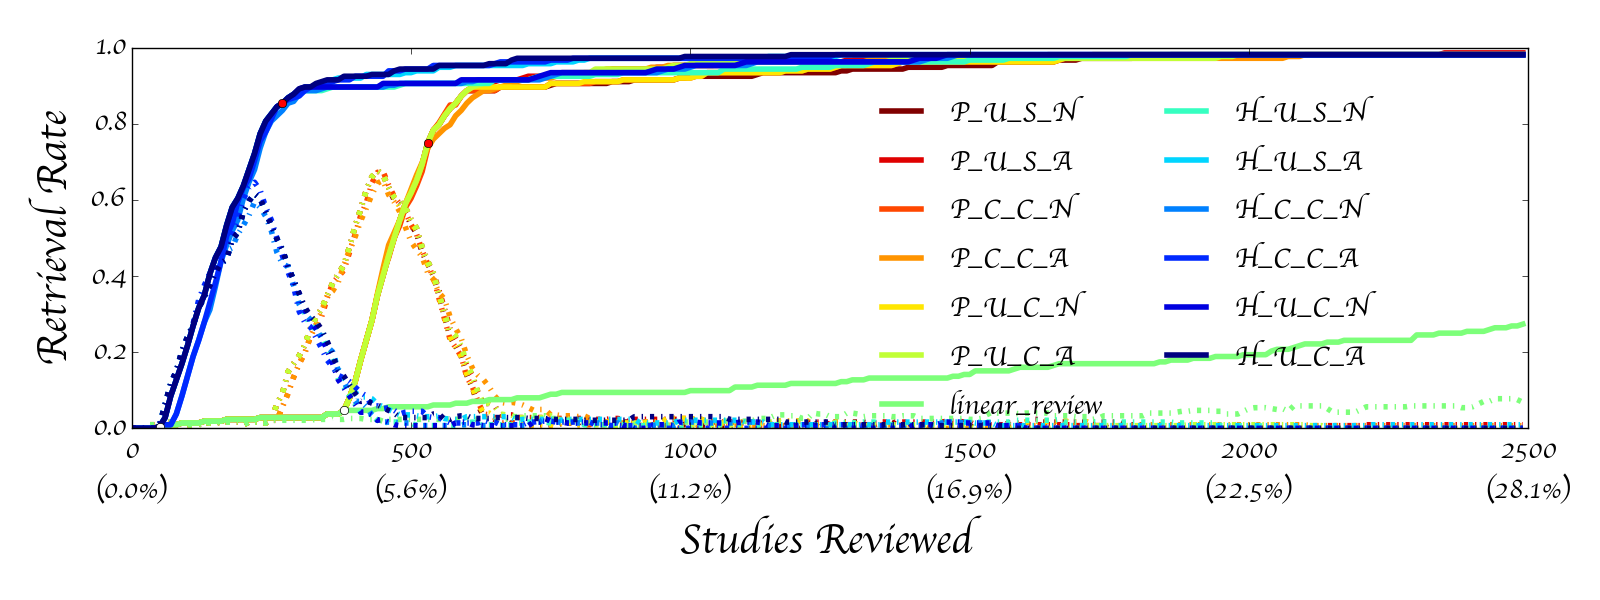 Retrieval Rate
1.0
0.8
0.6
0.4
0.2
0.0
P_U_S_N
P_U_S_A
P_C_C_N
P_C_C_A
P_U_C_N
P_U_C_A
linear_review
H_U_S_N
H_U_S_A
H_C_C_N
H_C_C_A
H_U_C_N
H_U_C_A
0 500 1000 1500 2000 2500
(0.0%) (5.6%) (11.2%) (16.9%) (22.5%) (28.1%)
Studies Reviewed